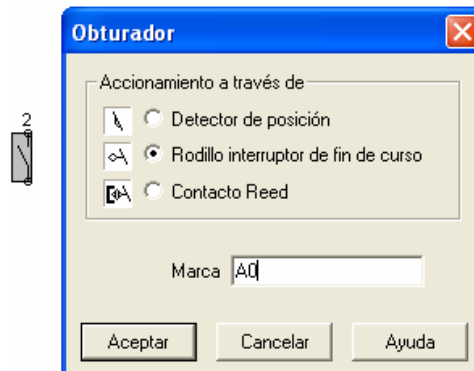 Obturador
Accionamiento a través de
Detector de posición
2
Rodillo interruptor de fin de curso
Contacto Reed
Marca A0
Aceptar Cancelar Ayuda